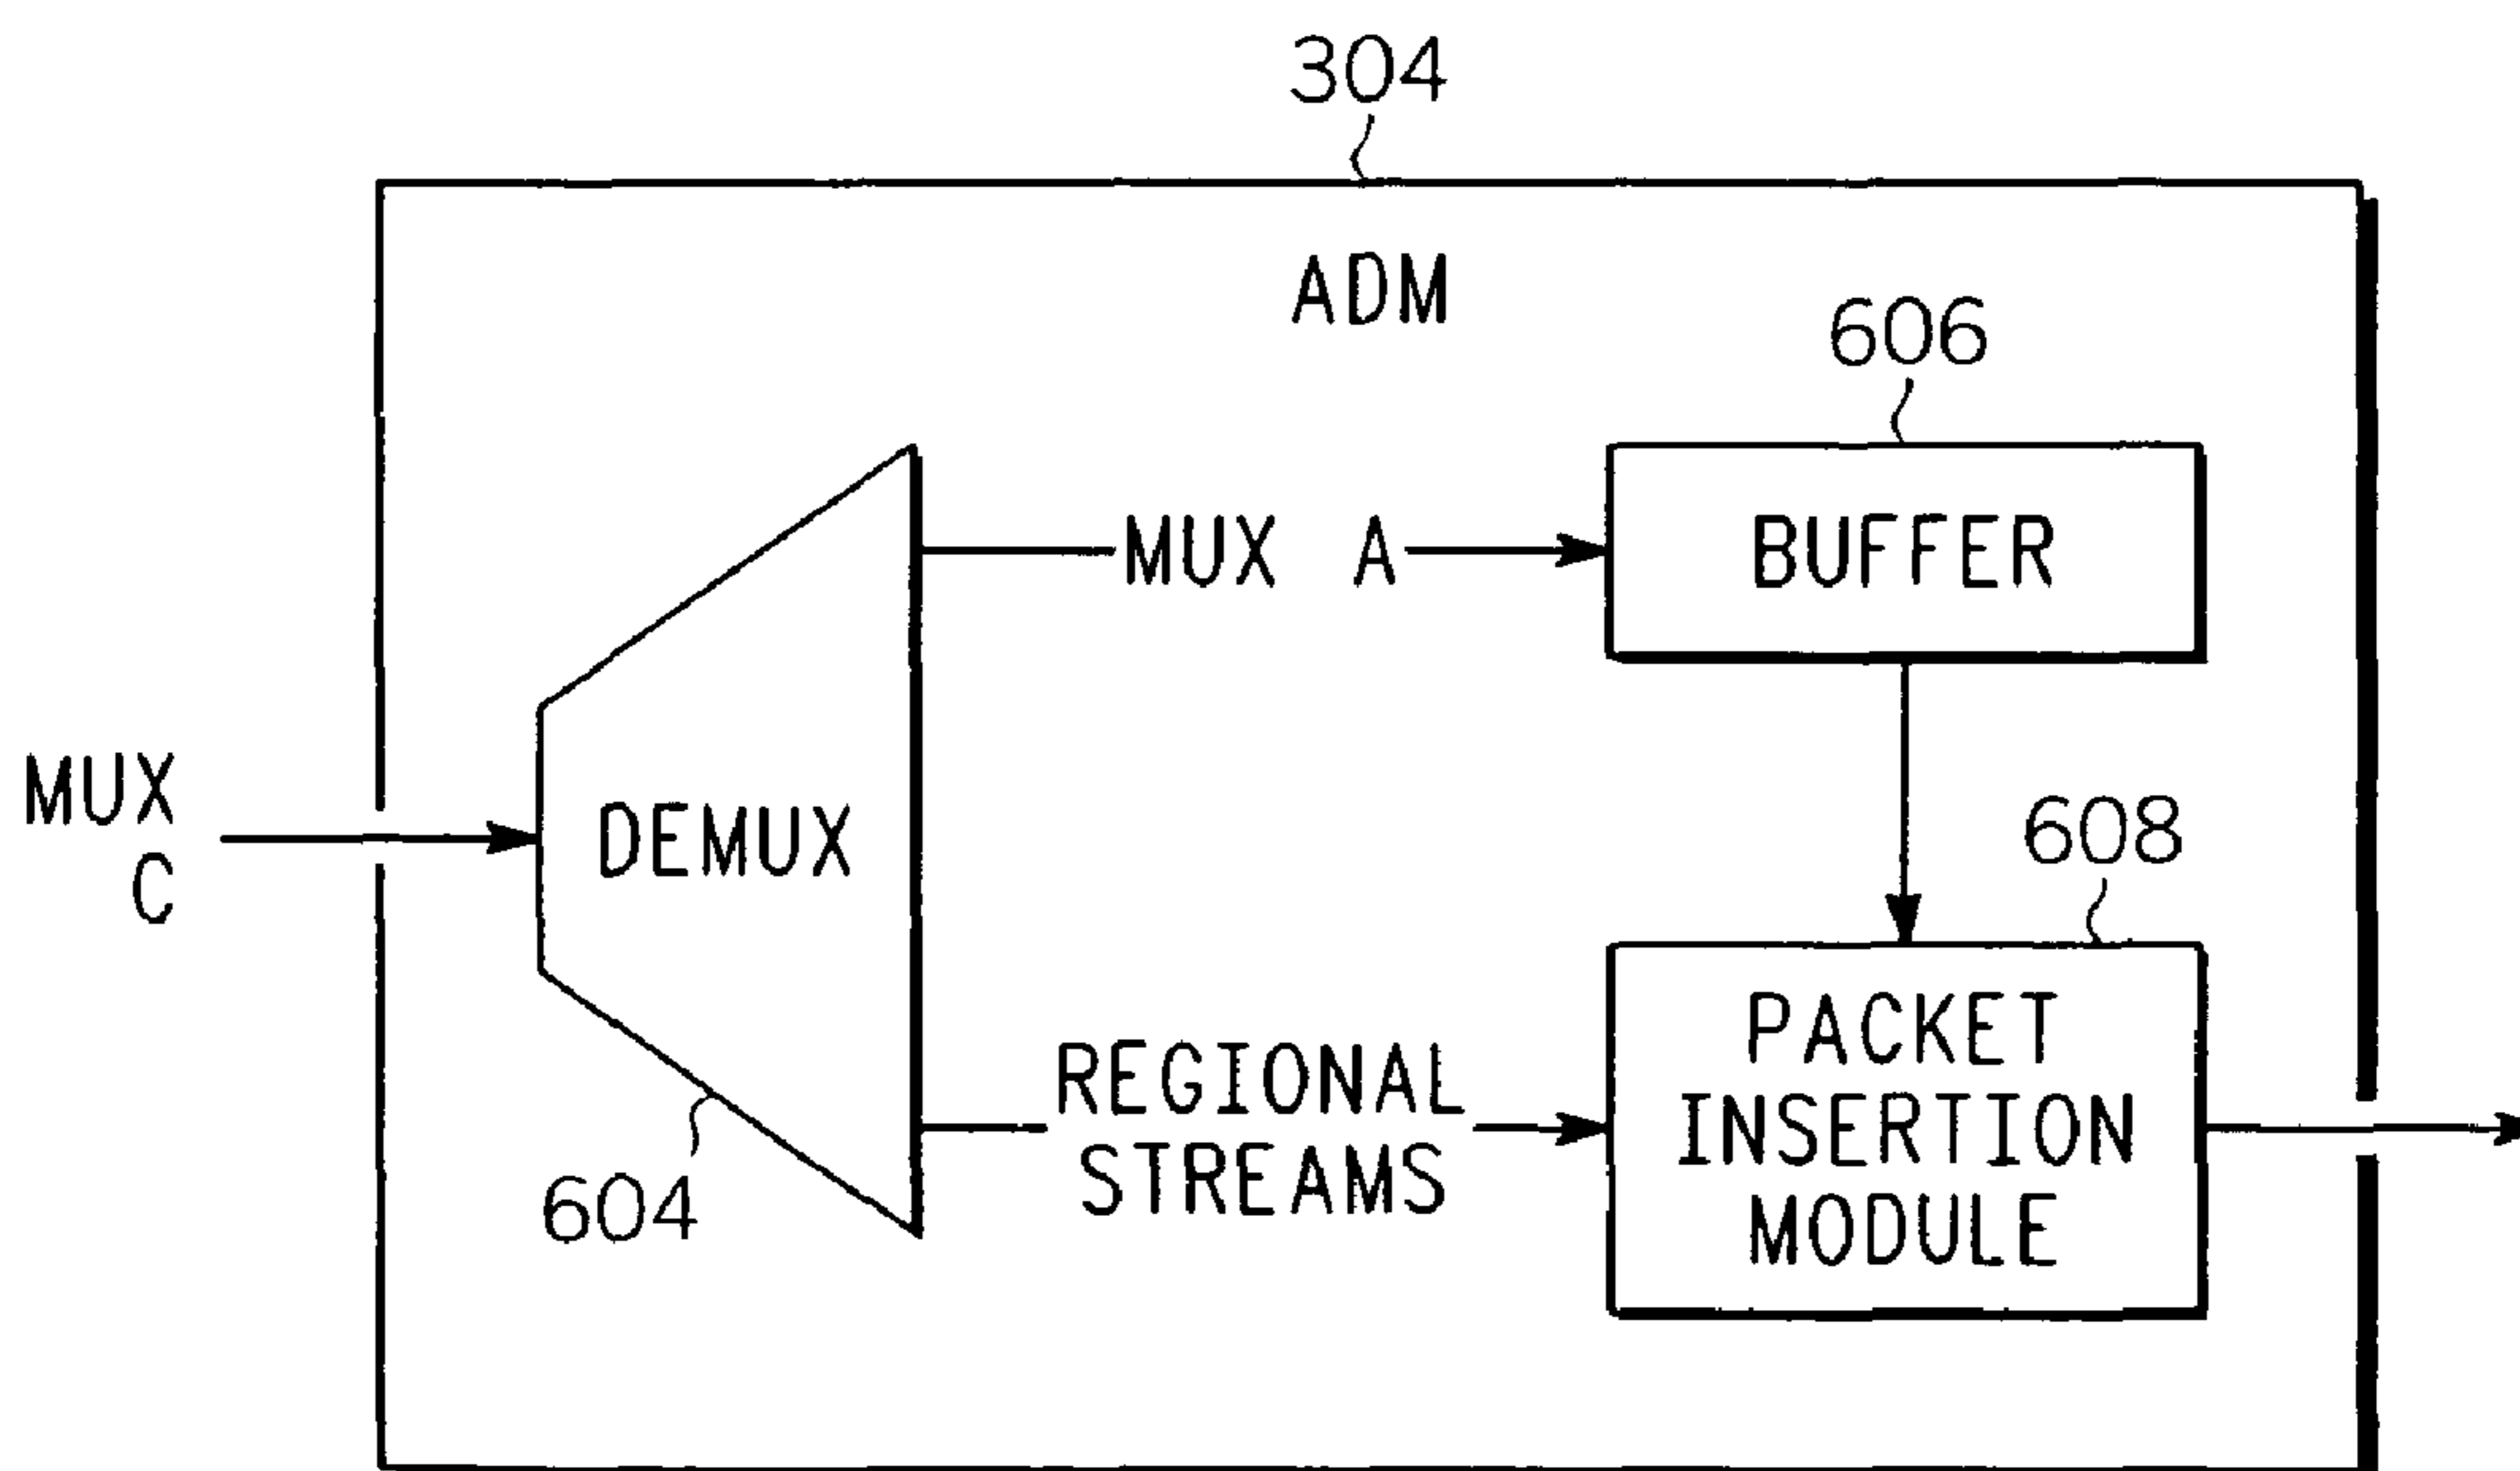 304
ADM
606
MUX A
BUFFER
MUX
C
DEMUX
608
REGIONAL
STREAMS
PACKET
INSERTION
MODULE
604